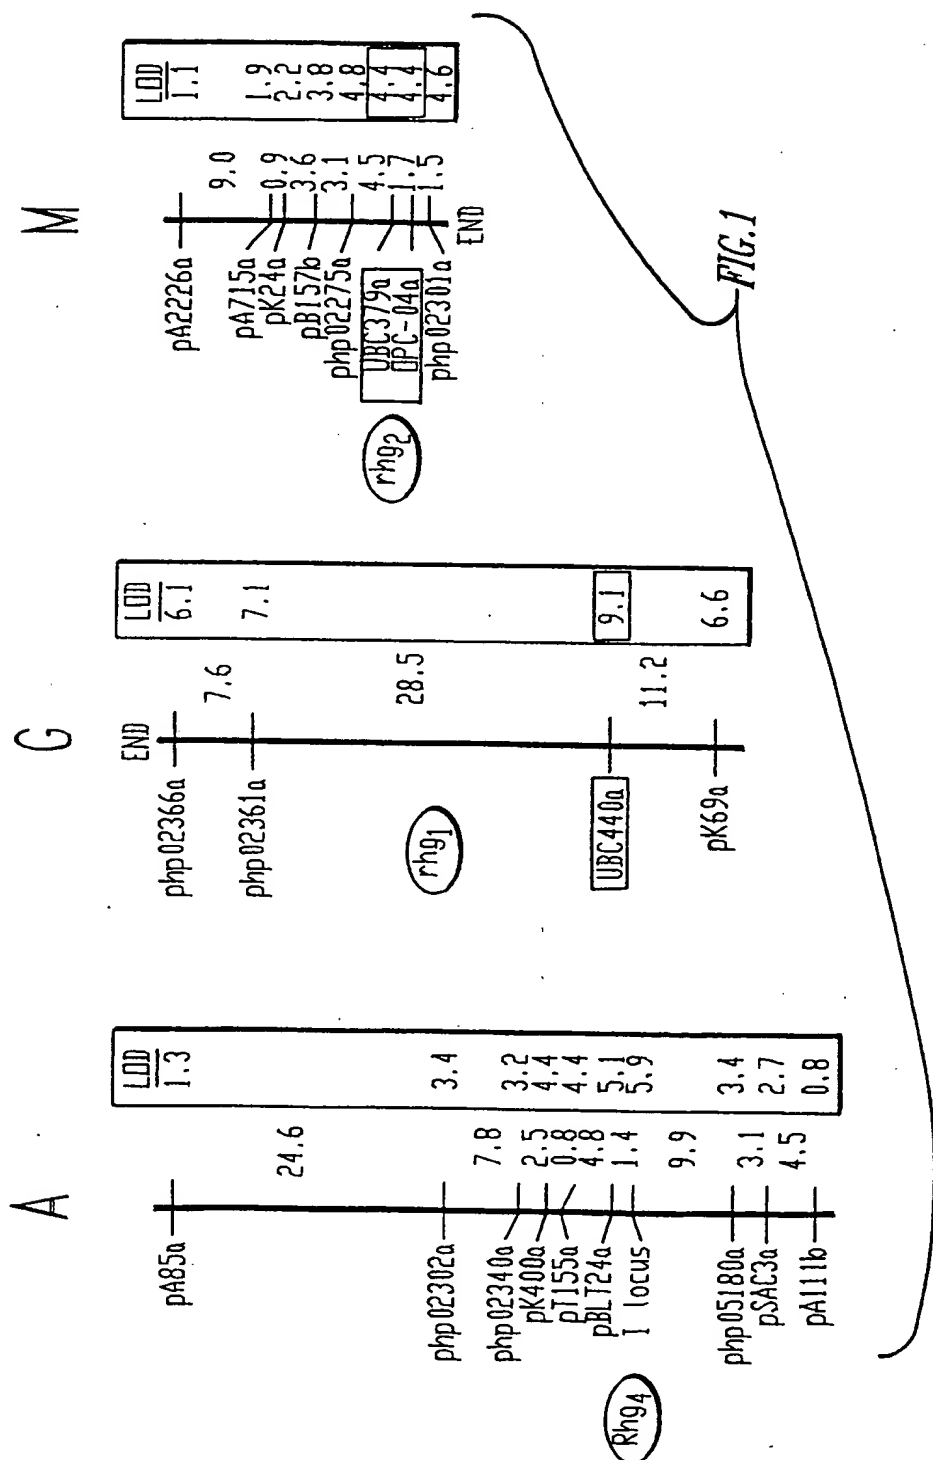 A
pA85a
php02302a
php02340a
pK400a
pT155a
pBLT24a
I locus
php05180a
pSAC3a
pA111b
Rhg4
24.6
7.8
2.5
0.8
4.8
1.4
9.9
3.1
4.5
LOD
1.3
3.4
3.2
4.4
4.4
5.1
5.9
3.4
2.7
0.8
G
END
php02366a
php02361a
rhg1
UBC440a
pK69a
7.6
28.5
11.2
LOD
6.1
7.1
9.1
6.6
M
pA2226a
pA715a
pK24a
pB157b
php02275a
UBC379a
OPC-04a
php02301a
END
rhg2
9.0
0.9
3.6
3.1
4.5
1.7
1.5
LOD
1.1
1.9
2.2
3.8
4.8
4.4
4.4
4.6
FIG.1